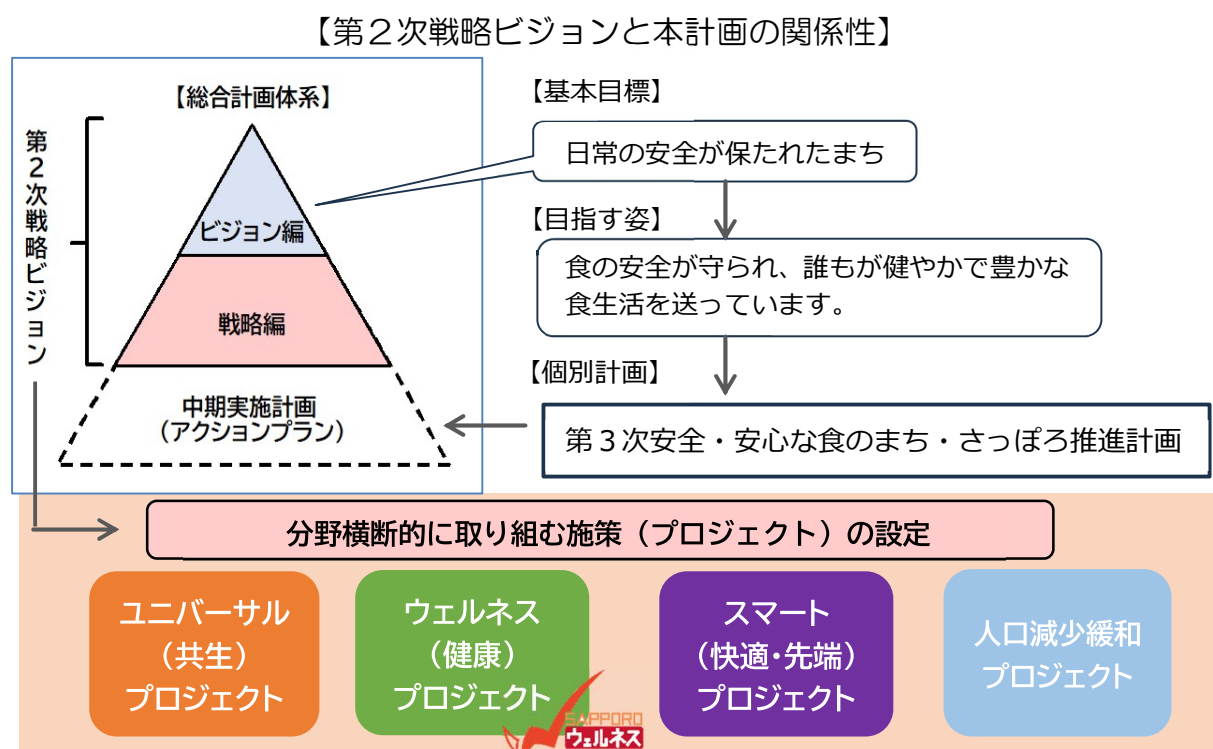 【第２次戦略ビジョンと本計画の関係性】
【総合計画体系】
第２次戦略ビジョン
ビジョン編
戦略編
中期実施計画
（アクションプラン）
【基本目標】
日常の安全が保たれたまち
【目指す姿】
食の安全が守られ、誰もが健やかで豊かな
食生活を送っています。
【個別計画】
第３次安全・安心な食のまち・さっぽろ推進計画
分野横断的に取り組む施策（プロジェクト）の設定
ユニバーサル
（共生）
プロジェクト
ウェルネス
（健康）
プロジェクト
SAPPORO
ウェルネス
スマート
（快適・先端）
プロジェクト
人口減少緩和
プロジェクト